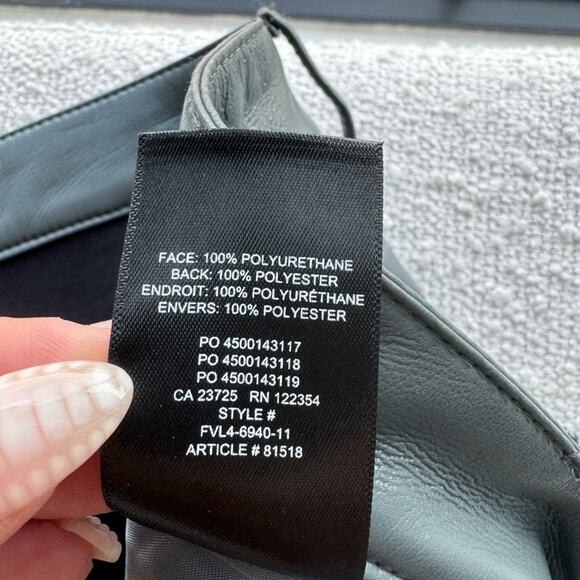 FACE: 100% POLYURETHANE
BACK: 100% POLYESTER
ENDROIT: 100% POLYURÉTHANE
ENVERS: 100% POLYESTER
PO 4500143117
PO 4500143118
PO 4500143119
CA 23725 RN 122354
STYLE #
FVL4-6940-11
ARTICLE # 81518